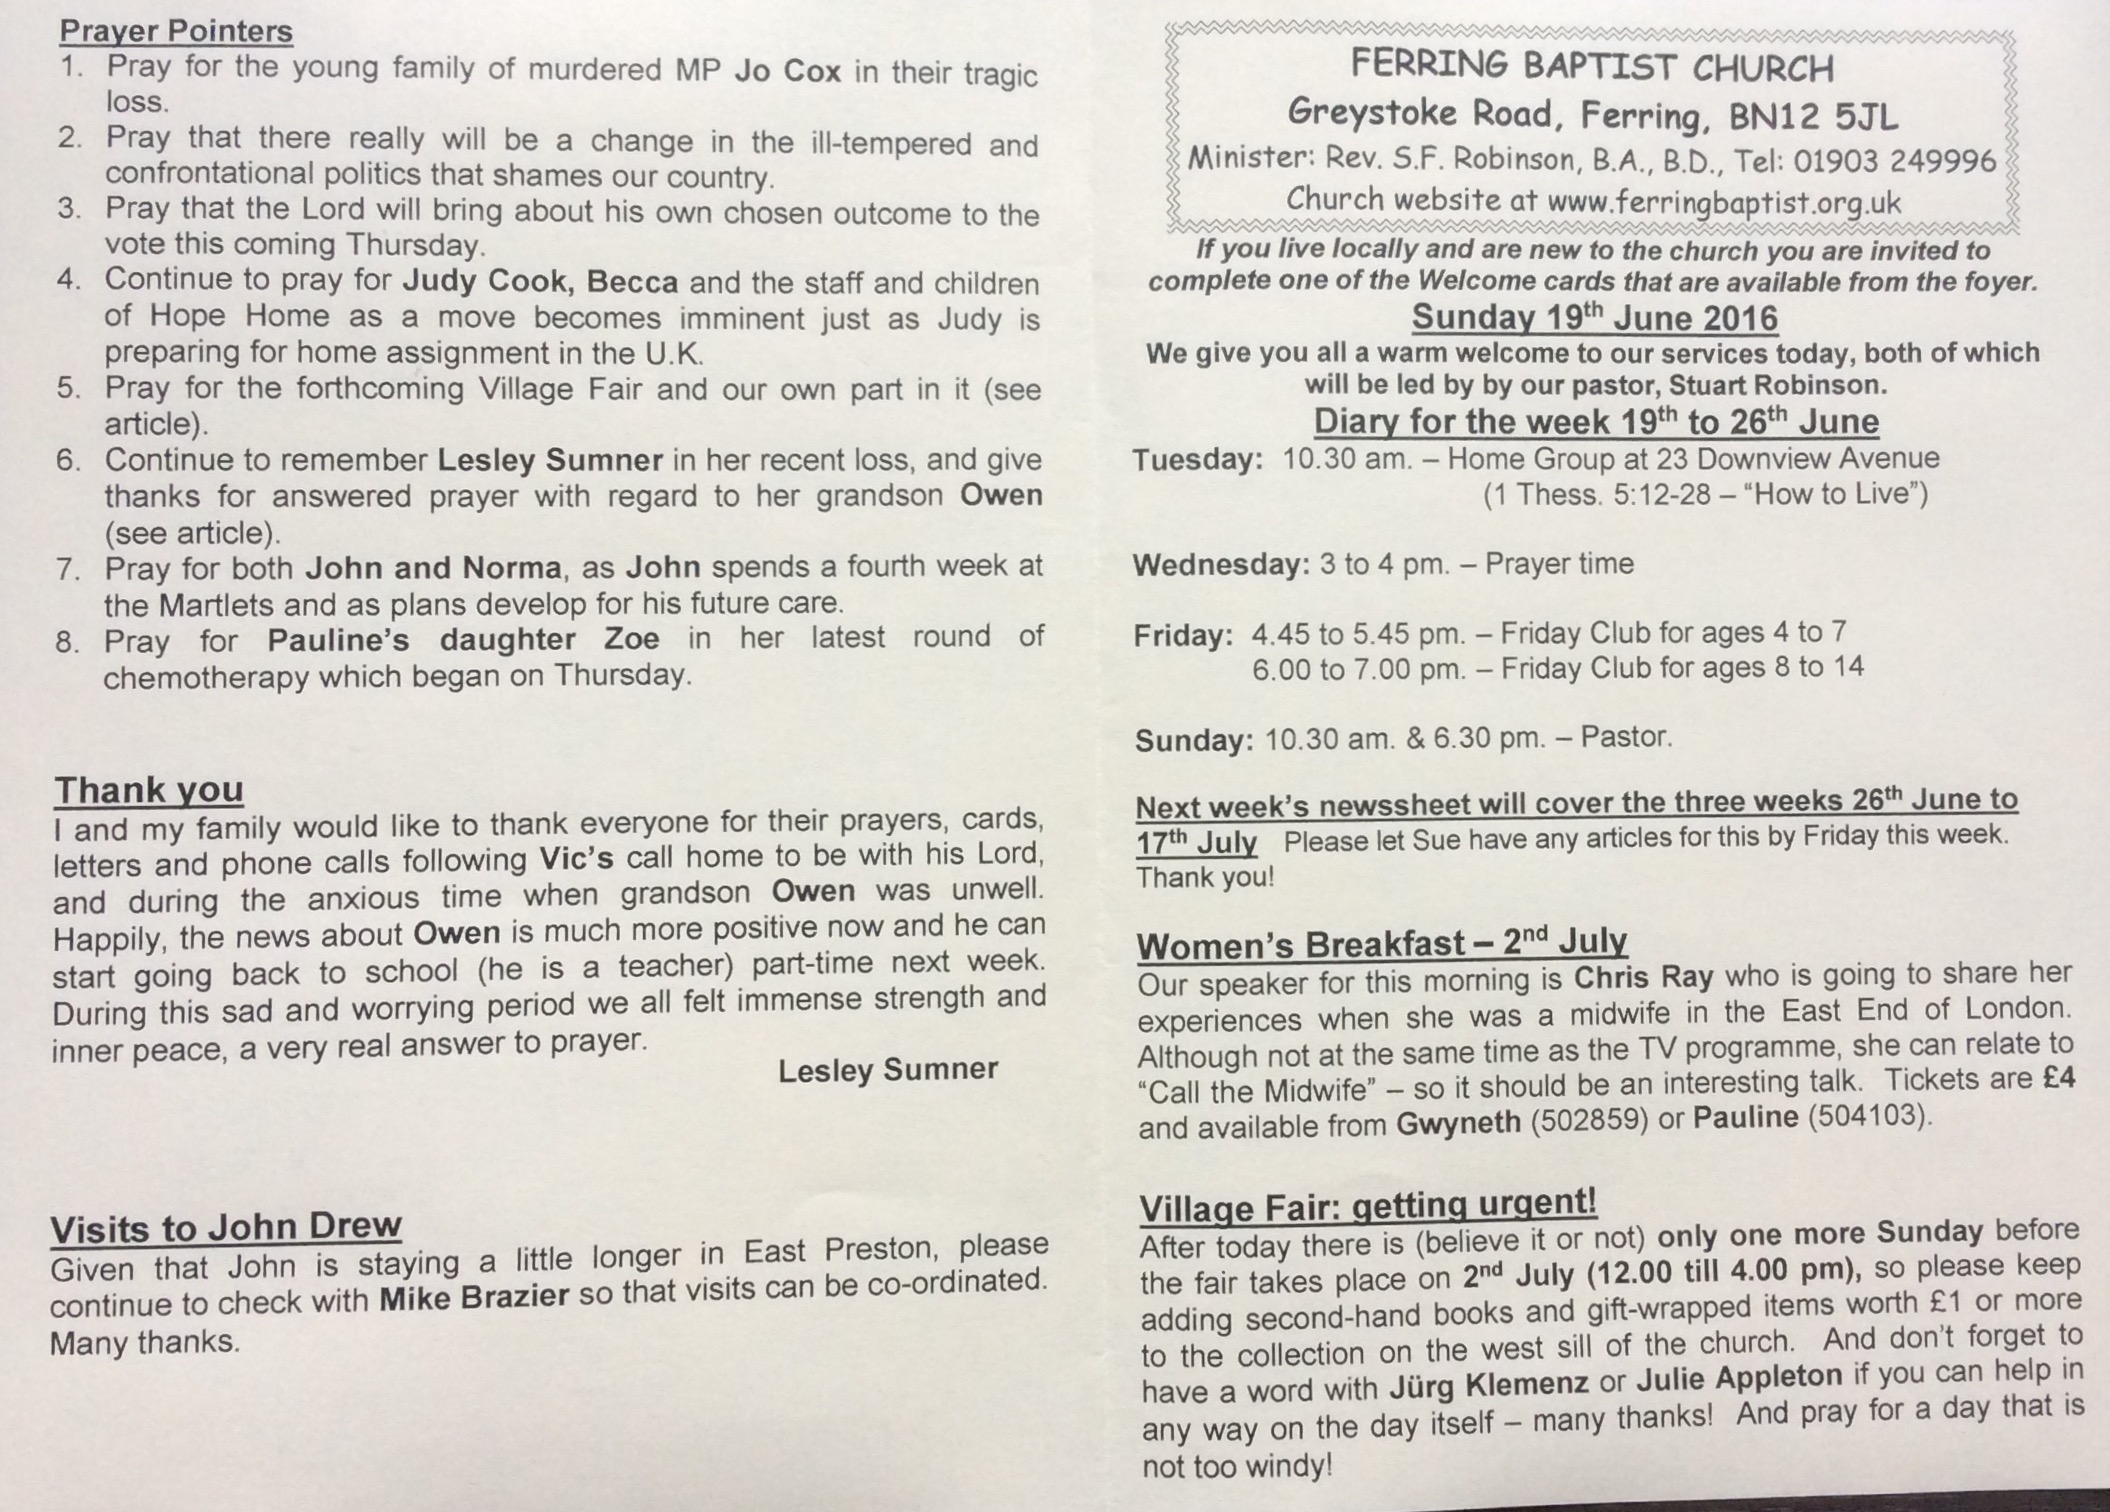 Prayer Pointers
1. Pray for the young family of murdered MP Jo Cox in their tragic
loss.
2. Pray that there really will be a change in the ill-tempered and
confrontational politics that shames our country.
3. Pray that the Lord will bring about his own chosen outcome to the
vote this coming Thursday.
4. Continue to pray for Judy Cook, Becca and the staff and children
of Hope Home as a move becomes imminent just as Judy is
preparing for home assignment in the U.K.
5. Pray for the forthcoming Village Fair and our own part in it (see
article).
6. Continue to remember Lesley Sumner in her recent loss, and give
thanks for answered prayer with regard to her grandson Owen
(see article).
7. Pray for both John and Norma, as John spends a fourth week at
the Martlets and as plans develop for his future care.
8. Pray for Pauline's daughter Zoe in her latest round of
chemotherapy which began on Thursday.
Thank you
I and my family would like to thank everyone for their prayers, cards,
letters and phone calls following Vic's call home to be with his Lord,
and during the anxious time when grandson Owen was unwell.
Happily, the news about Owen is much more positive now and he can
start going back to school (he is a teacher) part-time next week.
During this sad and worrying period we all felt immense strength and
inner peace, a very real answer to prayer.
Lesley Sumner
Visits to John Drew
Given that John is staying a little longer in East Preston, please
continue to check with Mike Brazier so that visits can be co-ordinated.
Many thanks.
FERRING BAPTIST CHURCH
Greystoke Road, Ferring, BN12 5JL
Minister: Rev. S.F. Robinson, B.A., B.D., Tel: 01903 249996
Church website at www.ferringbaptist.org.uk
If you live locally and are new to the church you are invited to
complete one of the Welcome cards that are available from the foyer.
Sunday 19th June 2016
We give you all a warm welcome to our services today, both of which
will be led by by our pastor, Stuart Robinson.
Diary for the week 19th to 26th June
Tuesday: 10.30 am. – Home Group at 23 Downview Avenue
(1 Thess. 5:12-28 – “How to Live”)
Wednesday: 3 to 4 pm. – Prayer time
Friday: 4.45 to 5.45 pm. – Friday Club for ages 4 to 7
6.00 to 7.00 pm. – Friday Club for ages 8 to 14
Sunday: 10.30 am. & 6.30 pm. – Pastor.
Next week's newssheet will cover the three weeks 26th June to
17th July Please let Sue have any articles for this by Friday this week.
Thank you!
Women's Breakfast – 2nd July
Our speaker for this morning is Chris Ray who is going to share her
experiences when she was a midwife in the East End of London.
Although not at the same time as the TV programme, she can relate to
“Call the Midwife” – so it should be an interesting talk. Tickets are £4
and available from Gwyneth (502859) or Pauline (504103).
Village Fair: getting urgent!
After today there is (believe it or not) only one more Sunday before
the fair takes place on 2nd July (12.00 till 4.00 pm), so please keep
adding second-hand books and gift-wrapped items worth £1 or more
to the collection on the west sill of the church. And don't forget to
have a word with Jürg Klemenz or Julie Appleton if you can help in
any way on the day itself – many thanks! And pray for a day that is
not too windy!